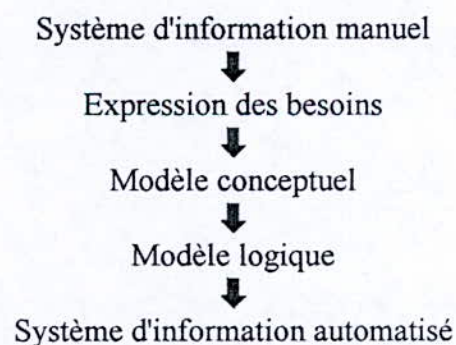 Système d'information manuel
Expression des besoins
Modèle conceptuel
Modèle logique
Système d'information automatisé